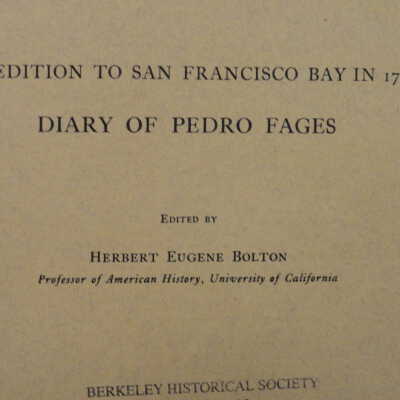 EDITION TO SAN FRANCISCO BAY IN 17
DIARY OF PEDRO FAGES
EDITED BY
HERBERT EUGENE BOLTON
Professor of American History, University of California
BERKELEY HISTORICAL SOCIETY